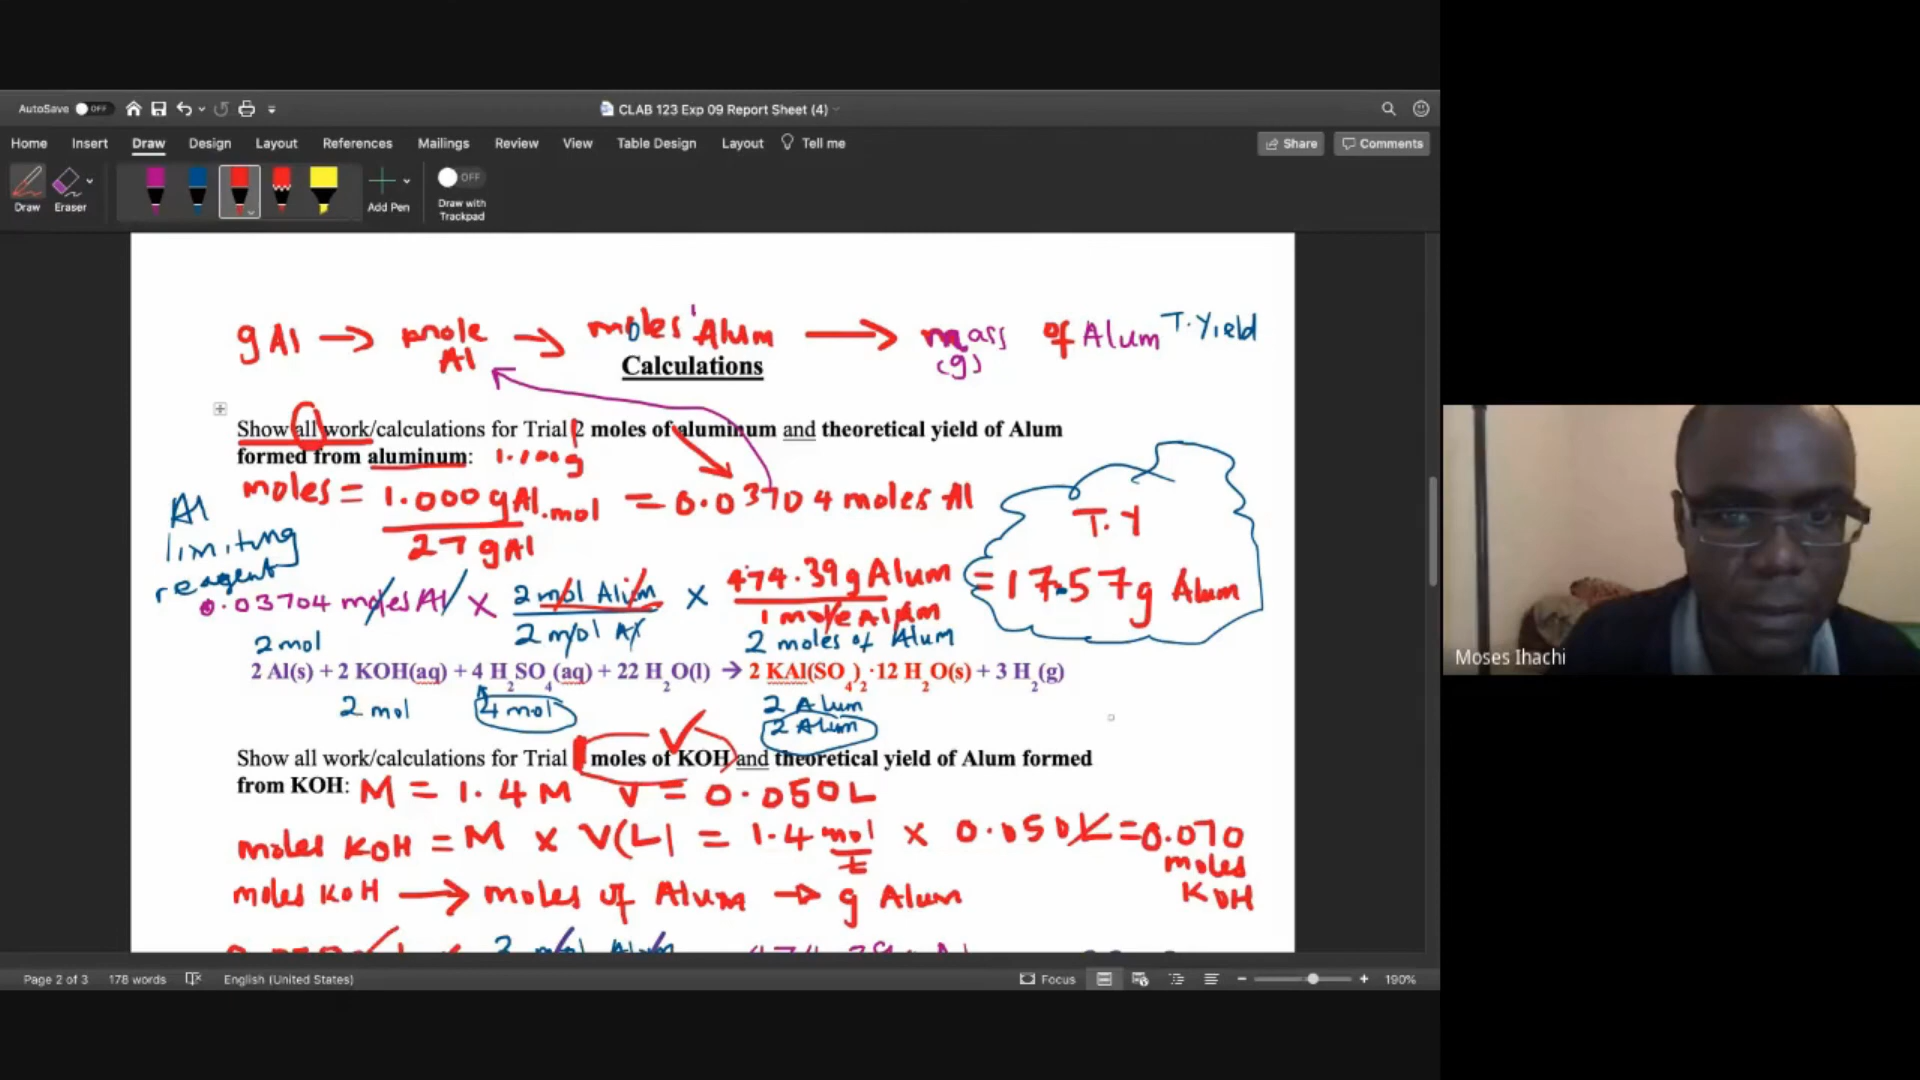 AutoSave OFF CLAB 123 Exp 09 Report Sheet (4)
Home Insert Draw Design Layout References Mailings Review View Table Design Layout Tell me Share Comments
Draw Eraser Add Pen OFF Draw with Trackpad
g Al → mole Al → moles Alum → mass (g) of Alum T. Yield
Calculations
Show all work/calculations for Trial 2 moles of aluminum and theoretical yield of Alum
formed from aluminum: 1.000g
moles = 1.000 g Al . mol / 27 g Al = 0.03704 moles Al
Al
limiting
reagent
T.Y
0.03704 moles Al × 2 mol Alum / 2 mol Al × 474.39 g Alum / 1 mole Alum = 17.57g Alum
2 mol 2 moles of Alum
2 Al(s) + 2 KOH(aq) + 4 H2SO4(aq) + 22 H2O(l) → 2 KAl(SO4)2 ·12 H2O(s) + 3 H2(g)
2 mol 4 mol 2 Alum
2 Alum
Show all work/calculations for Trial 1 moles of KOH and theoretical yield of Alum formed
from KOH: M = 1.4 M V = 0.050L
moles KOH = M × V(L) = 1.4 mol / L × 0.050 L = 0.070 moles KOH
moles KOH → moles of Alum → g Alum
2 mol Alum
Page 2 of 3 178 words English (United States) Focus 190%
Moses Ihachi